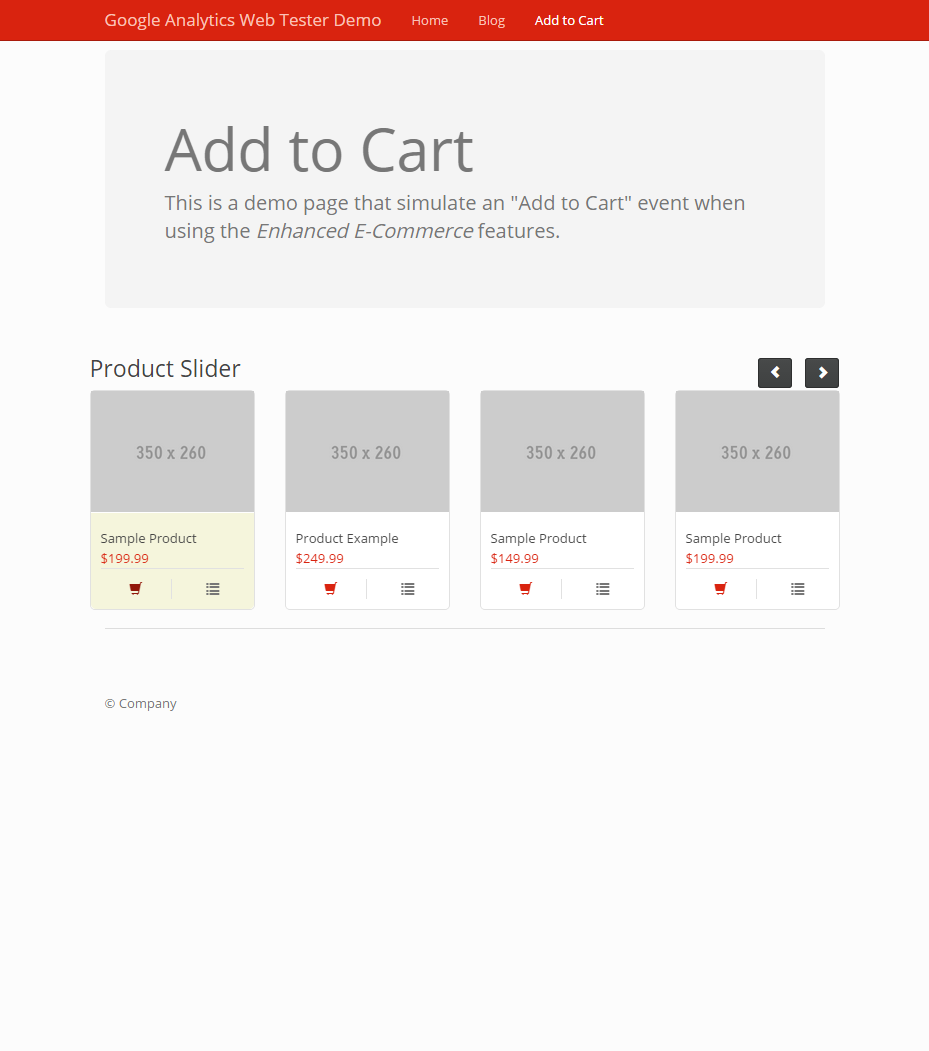 Google Analytics Web Tester Demo Home Blog Add to Cart
Add to Cart
This is a demo page that simulate an "Add to Cart" event when
using the Enhanced E-Commerce features.
Product Slider
350 x 260 350 x 260 350 x 260 350 x 260
Sample Product Product Example Sample Product Sample Product
$199.99 $249.99 $149.99 $199.99
© Company